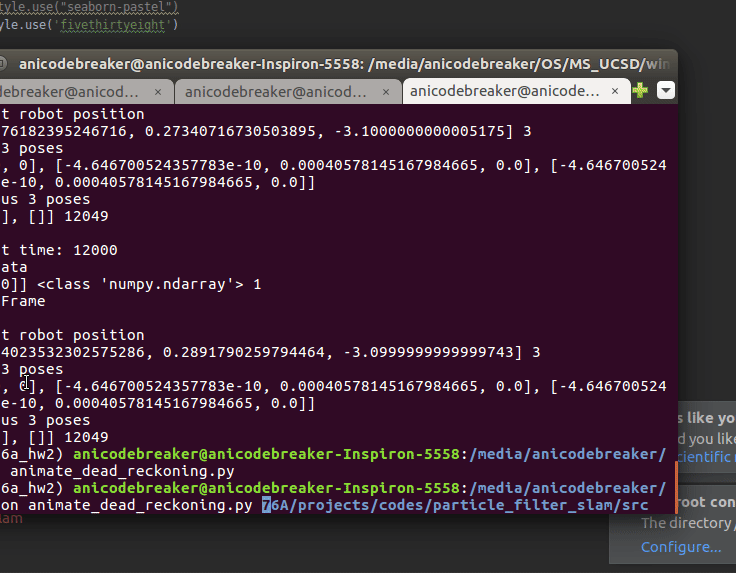 tyle.use("seaborn-pastel")
yle.use('fivethirtyeight')
anicodebreaker@anicodebreaker-Inspiron-5558: /media/anicodebreaker/OS/MS_UCSD/win
debreaker@anicod... × anicodebreaker@anicod... × anicodebreaker@anicode... ×
t robot position
76182395246716, 0.27340716730503895, -3.1000000000005175] 3
3 poses
, 0], [-4.646700524357783e-10, 0.00040578145167984665, 0.0], [-4.646700524
e-10, 0.00040578145167984665, 0.0]]
us 3 poses
], []] 12049
t time: 12000
ata
0]] <class 'numpy.ndarray'> 1
Frame
t robot position
4023532302575286, 0.2891790259794464, -3.0999999999999743] 3
3 poses
, 0], [-4.646700524357783e-10, 0.00040578145167984665, 0.0], [-4.646700524
e-10, 0.00040578145167984665, 0.0]]
us 3 poses
], []] 12049
6a_hw2) anicodebreaker@anicodebreaker-Inspiron-5558:/media/anicodebreaker/
animate_dead_reckoning.py
6a_hw2) anicodebreaker@anicodebreaker-Inspiron-5558:/media/anicodebreaker/
on animate_dead_reckoning.py 76A/projects/codes/particle_filter_slam/src
lam
s like yo
d you like
cientific
root con
The directory /
Configure...